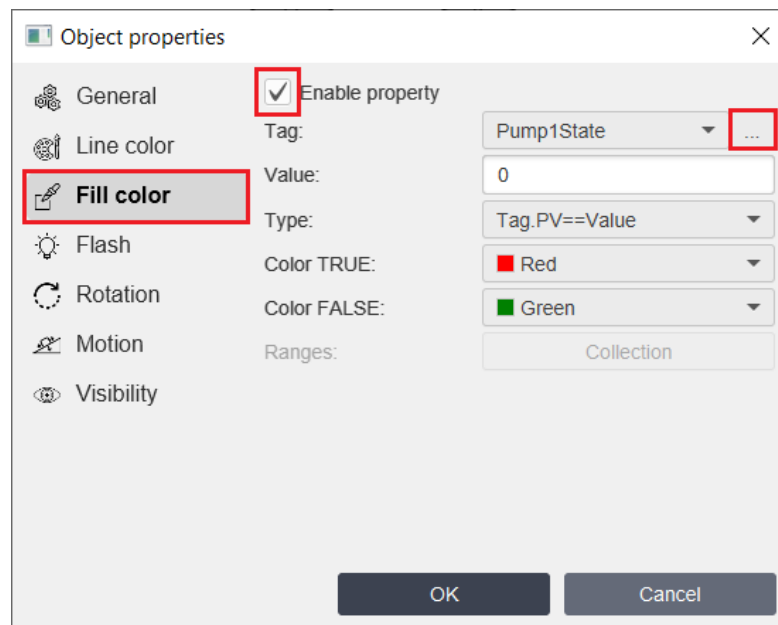 Object properties
General
Line color
Fill color
Flash
Rotation
Motion
Visibility
Enable property
Tag: Pump1State ...
Value: 0
Type: Tag.PV==Value
Color TRUE: Red
Color FALSE: Green
Ranges: Collection
OK Cancel